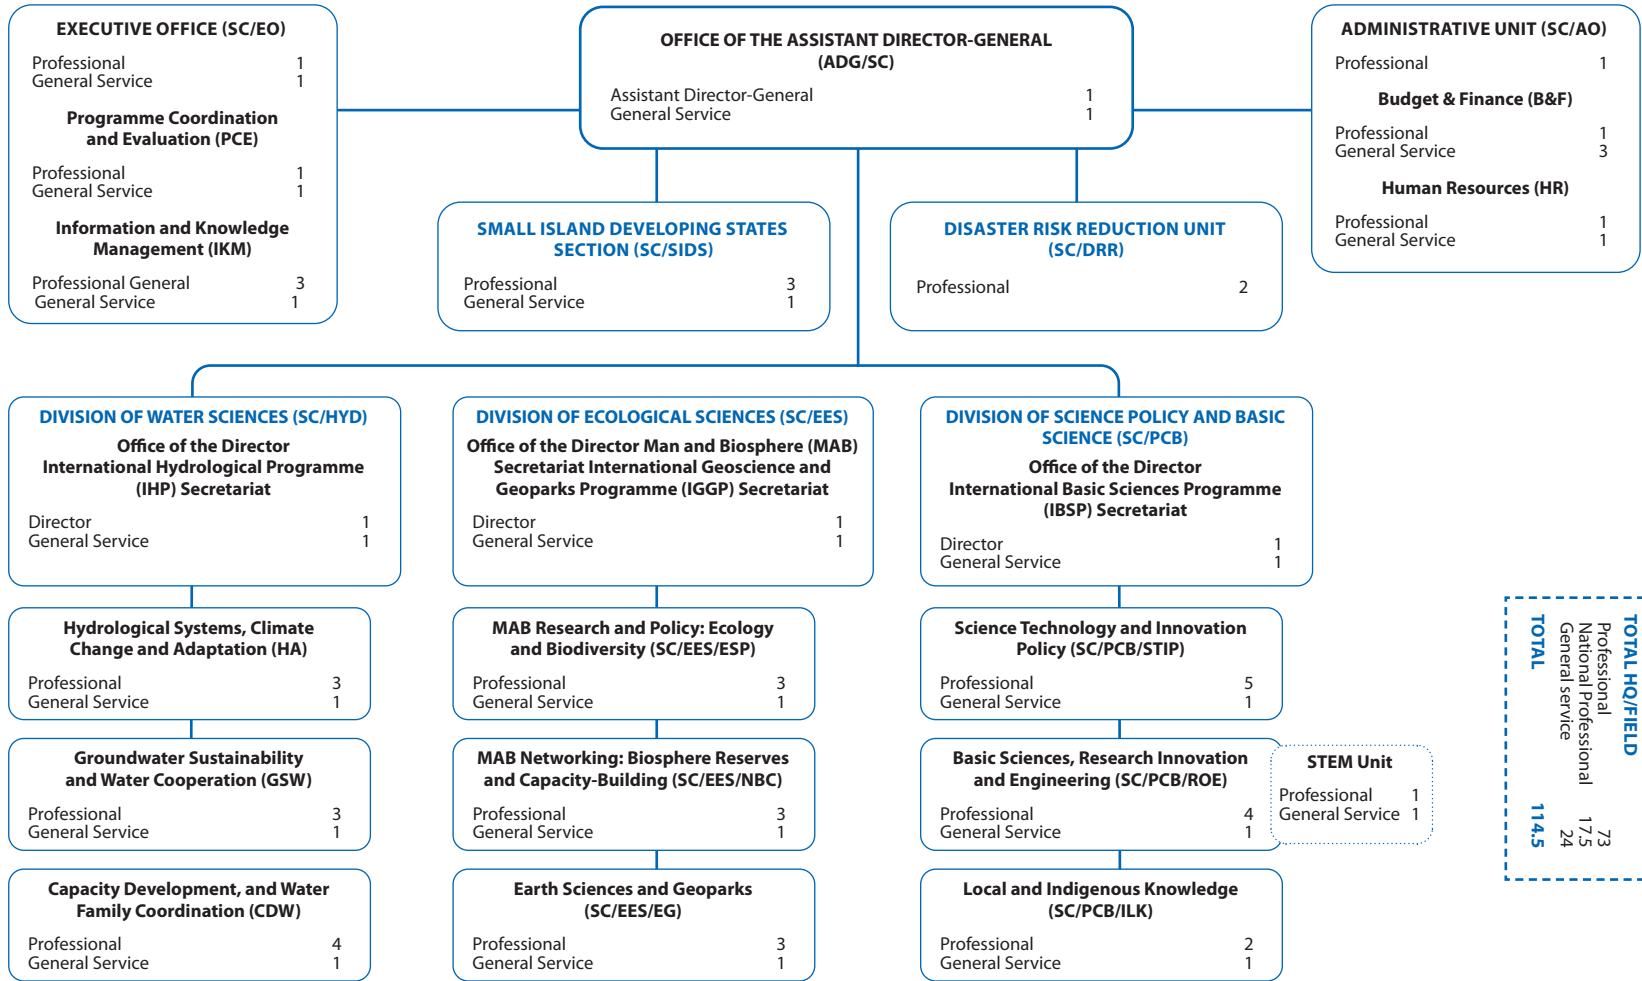 EXECUTIVE OFFICE (SC/EO)
Professional 1
General Service 1
Programme Coordination
and Evaluation (PCE)
Professional 1
General Service 1
Information and Knowledge
Management (IKM)
Professional General 3
General Service 1
OFFICE OF THE ASSISTANT DIRECTOR-GENERAL
(ADG/SC)
Assistant Director-General 1
General Service 1
ADMINISTRATIVE UNIT (SC/AO)
Professional 1
Budget & Finance (B&F)
Professional 1
General Service 3
Human Resources (HR)
Professional 1
General Service 1
SMALL ISLAND DEVELOPING STATES
SECTION (SC/SIDS)
Professional 3
General Service 1
DISASTER RISK REDUCTION UNIT
(SC/DRR)
Professional 2
DIVISION OF WATER SCIENCES (SC/HYD)
Office of the Director
International Hydrological Programme
(IHP) Secretariat
Director 1
General Service 1
Hydrological Systems, Climate
Change and Adaptation (HA)
Professional 3
General Service 1
Groundwater Sustainability
and Water Cooperation (GSW)
Professional 3
General Service 1
Capacity Development, and Water
Family Coordination (CDW)
Professional 4
General Service 1
DIVISION OF ECOLOGICAL SCIENCES (SC/EES)
Office of the Director Man and Biosphere (MAB)
Secretariat International Geoscience and
Geoparks Programme (IGGP) Secretariat
Director 1
General Service 1
MAB Research and Policy: Ecology
and Biodiversity (SC/EES/ESP)
Professional 3
General Service 1
MAB Networking: Biosphere Reserves
and Capacity-Building (SC/EES/NBC)
Professional 3
General Service 1
Earth Sciences and Geoparks
(SC/EES/EG)
Professional 3
General Service 1
DIVISION OF SCIENCE POLICY AND BASIC
SCIENCE (SC/PCB)
Office of the Director
International Basic Sciences Programme
(IBSP) Secretariat
Director 1
General Service 1
Science Technology and Innovation
Policy (SC/PCB/STIP)
Professional 5
General Service 1
Basic Sciences, Research Innovation
and Engineering (SC/PCB/ROE)
Professional 4
General Service 1
STEM Unit
Professional 1
General Service 1
Local and Indigenous Knowledge
(SC/PCB/ILK)
Professional 2
General Service 1
TOTAL HQ/FIELD
Professional 73
National Professional 17.5
General service 24
TOTAL 114.5